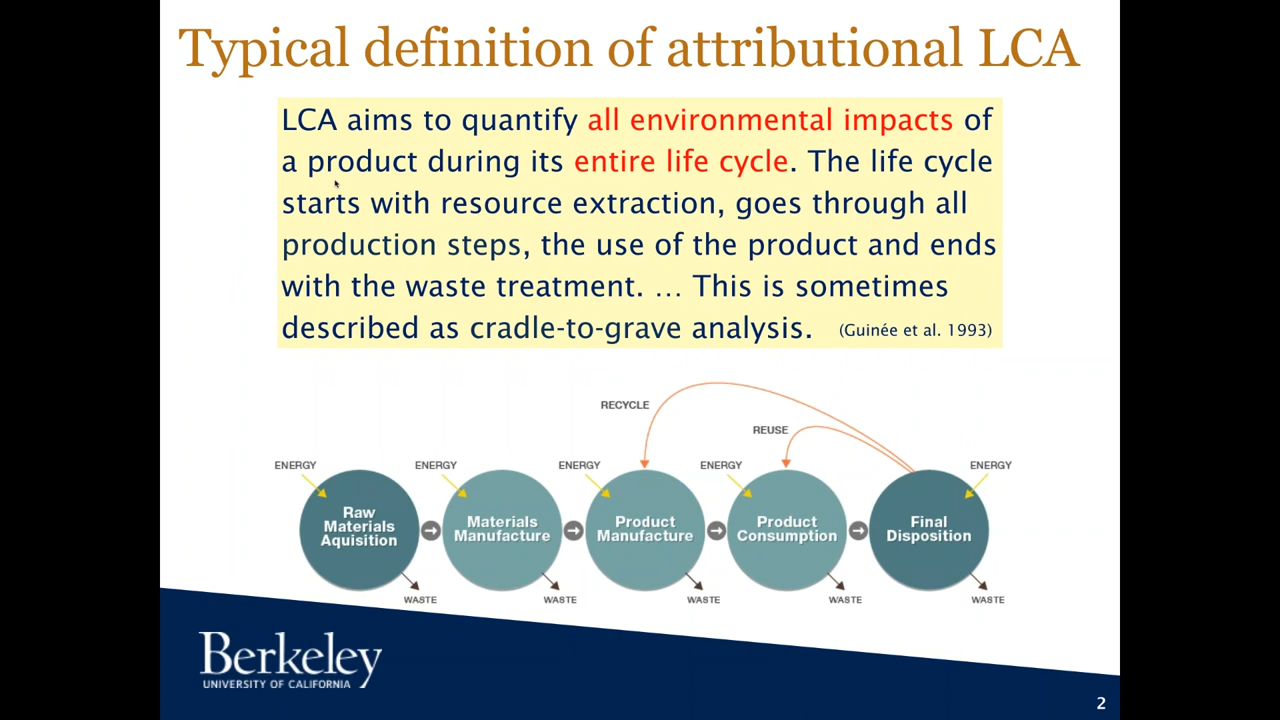 Typical definition of attributional LCA
LCA aims to quantify all environmental impacts of
a product during its entire life cycle. The life cycle
starts with resource extraction, goes through all
production steps, the use of the product and ends
with the waste treatment. … This is sometimes
described as cradle-to-grave analysis. (Guinée et al. 1993)
RECYCLE
REUSE
ENERGY ENERGY ENERGY ENERGY ENERGY
Raw
Materials
Aquisition
Materials
Manufacture
Product
Manufacture
Product
Consumption
Final
Disposition
WASTE WASTE WASTE WASTE WASTE
Berkeley
UNIVERSITY OF CALIFORNIA
2